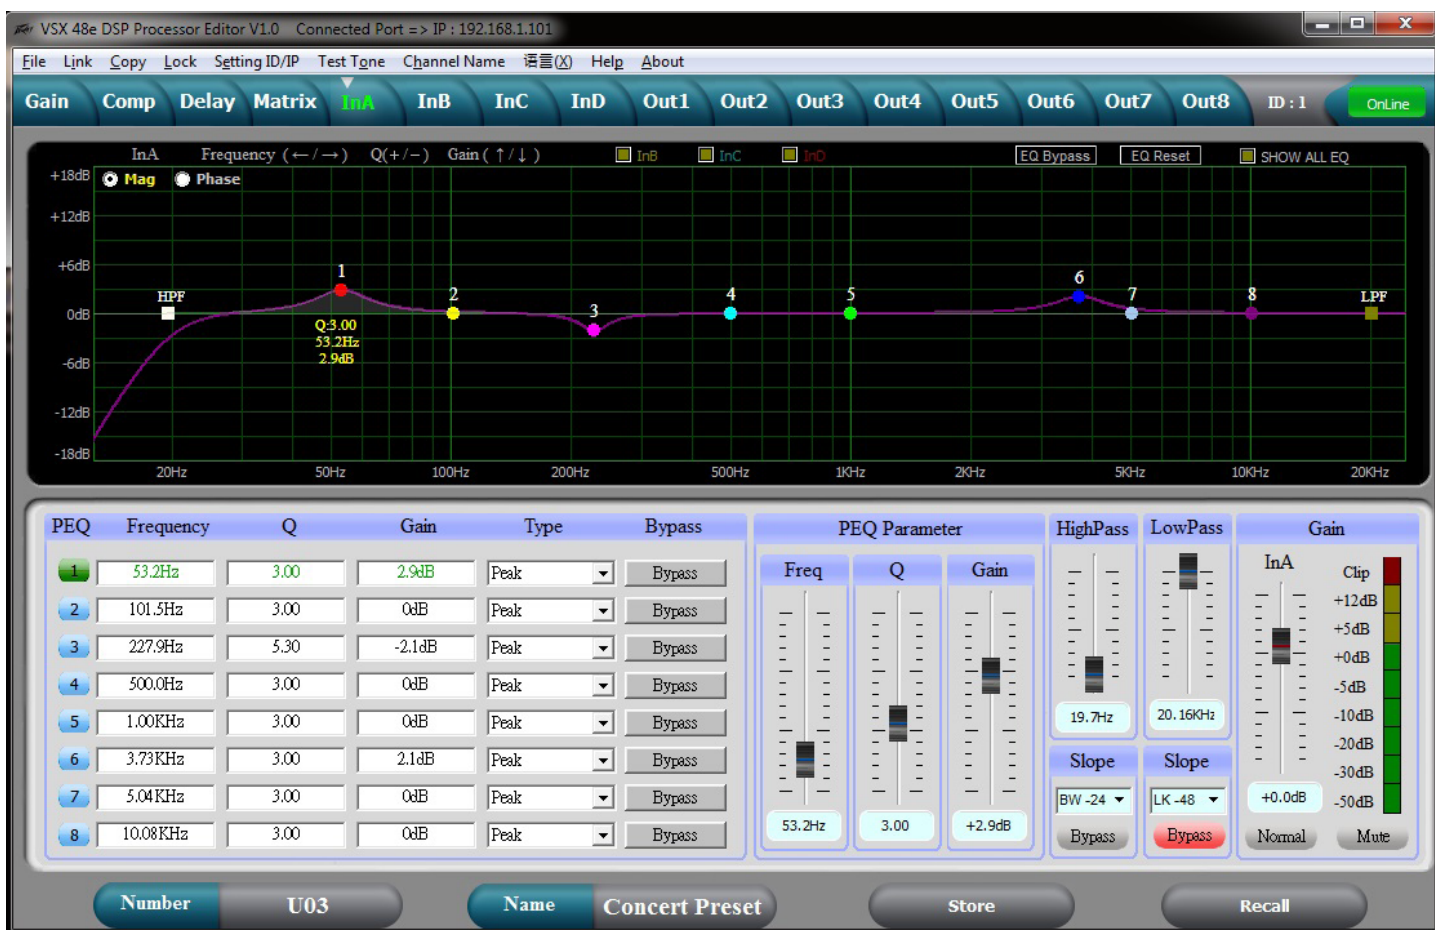 VSX 48e DSP Processor Editor V1.0 Connected Port => IP : 192.168.1.101
File Link Copy Lock Setting ID/IP Test Tone Channel Name 语言(X) Help About
Gain Comp Delay Matrix InA InB InC InD Out1 Out2 Out3 Out4 Out5 Out6 Out7 Out8 ID : 1 OnLine
InA Frequency (←/→) Q(+/−) Gain (↑/↓) InB InC InD EQ Bypass EQ Reset SHOW ALL EQ
+18dB Mag Phase
+12dB
+6dB
1 6
HPF 2 3 4 5 7 8 LPF
0dB
Q:3.00
53.2Hz
2.9dB
-6dB
-12dB
-18dB
20Hz 50Hz 100Hz 200Hz 500Hz 1KHz 2KHz 5KHz 10KHz 20KHz
PEQ Frequency Q Gain Type Bypass
1 53.2Hz 3.00 2.9dB Peak Bypass
2 101.5Hz 3.00 0dB Peak Bypass
3 227.9Hz 5.30 -2.1dB Peak Bypass
4 500.0Hz 3.00 0dB Peak Bypass
5 1.00KHz 3.00 0dB Peak Bypass
6 3.73KHz 3.00 2.1dB Peak Bypass
7 5.04KHz 3.00 0dB Peak Bypass
8 10.08KHz 3.00 0dB Peak Bypass
PEQ Parameter
Freq Q Gain
53.2Hz 3.00 +2.9dB
HighPass
19.7Hz
Slope
BW -24
Bypass
LowPass
20.16KHz
Slope
LK -48
Bypass
Gain
InA
Clip
+12dB
+5dB
+0dB
-5dB
-10dB
-20dB
-30dB
-50dB
+0.0dB
Normal Mute
Number U03 Name Concert Preset Store Recall